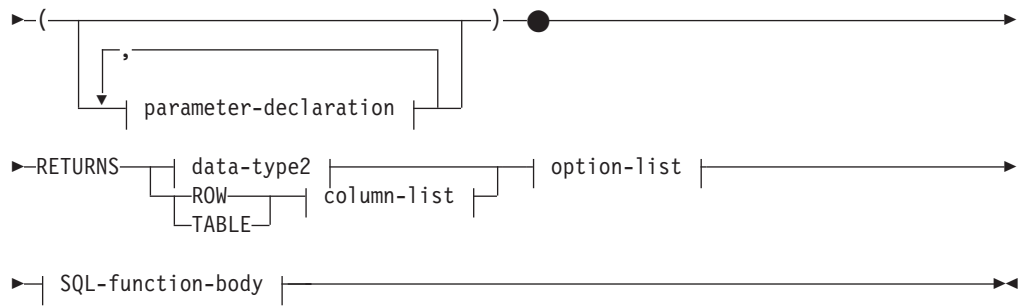 ( )
,
parameter-declaration
RETURNS data-type2 option-list
ROW column-list
TABLE
SQL-function-body